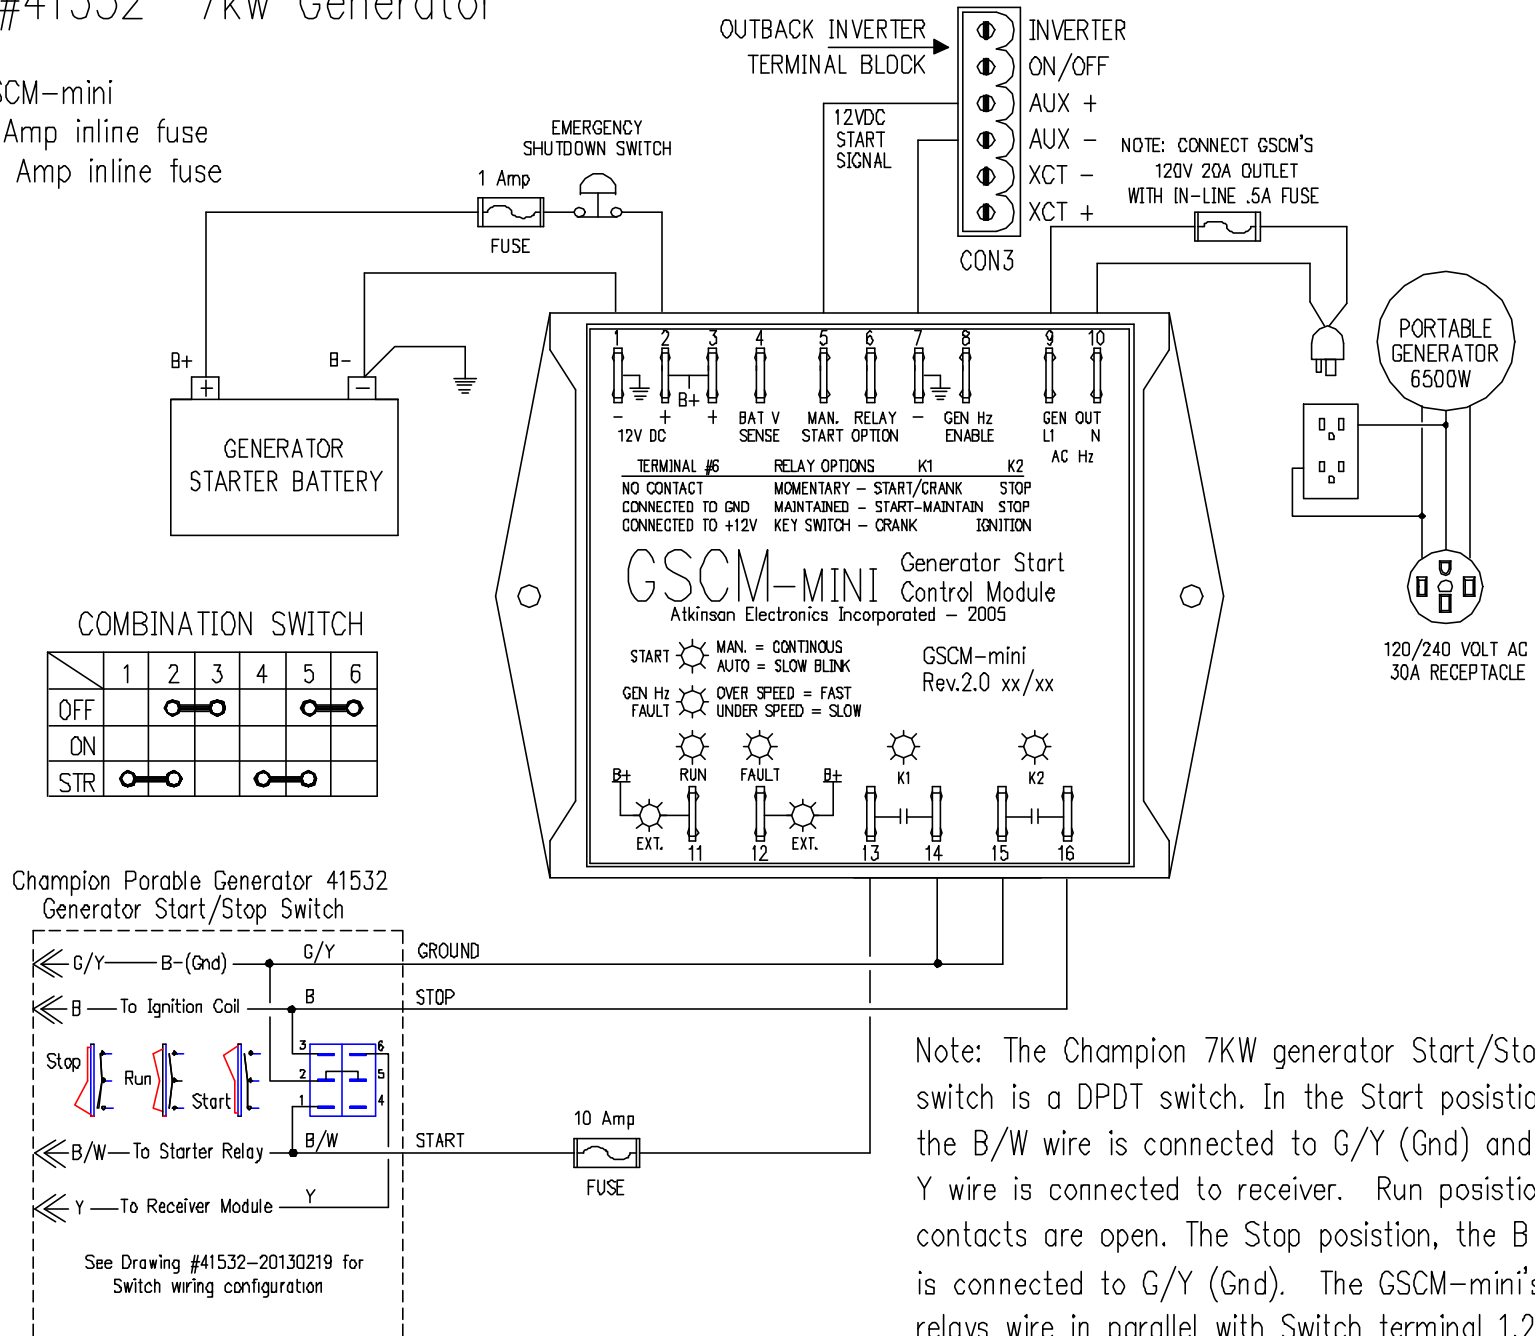 #41532 7kw Generator
SCM-mini
Amp inline fuse
Amp inline fuse
OUTBACK INVERTER
TERMINAL BLOCK
INVERTER
ON/OFF
AUX +
AUX -
XCT -
XCT +
CON3
12VDC
START
SIGNAL
NOTE: CONNECT GSCM'S
120V 20A OUTLET
WITH IN-LINE .5A FUSE
EMERGENCY
SHUTDOWN SWITCH
1 Amp
FUSE
B+
B-
+ -
GENERATOR
STARTER BATTERY
PORTABLE
GENERATOR
6500W
120/240 VOLT AC
30A RECEPTACLE
1 2 3 4 5 6 7 8 9 10
B+
- + + BAT V MAN. RELAY - GEN Hz GEN OUT
12V DC SENSE START OPTION ENABLE L1 N
AC Hz
TERMINAL #6 RELAY OPTIONS K1 K2
NO CONTACT MOMENTARY - START/CRANK STOP
CONNECTED TO GND MAINTAINED - START-MAINTAIN STOP
CONNECTED TO +12V KEY SWITCH - CRANK IGNITION
GSCM-MINI Generator Start
Control Module
Atkinsan Electronics Incorporated - 2005
START MAN. = CONTINOUS
AUTO = SLOW BLINK
GSCM-mini
Rev.2.0 xx/xx
GEN Hz OVER SPEED = FAST
FAULT UNDER SPEED = SLOW
B+ RUN FAULT B+ K1 K2
EXT. 11 12 EXT. 13 14 15 16
COMBINATION SWITCH
1 2 3 4 5 6
OFF
ON
STR
Champion Porable Generator 41532
Generator Start/Stop Switch
G/Y B-(Gnd) G/Y GROUND
B To Ignition Coil B STOP
Stop Run Start
3 6
2 5
1 4
B/W To Starter Relay B/W START
10 Amp
FUSE
Y To Receiver Module Y
See Drawing #41532-20130219 for
Switch wiring configuration
Note: The Champion 7KW generator Start/Sto
switch is a DPDT switch. In the Start posistio
the B/W wire is connected to G/Y (Gnd) and
Y wire is connected to receiver. Run posistio
contacts are open. The Stop posistion, the B
is connected to G/Y (Gnd). The GSCM-mini's
relays wire in parallel with Switch terminal 1,2